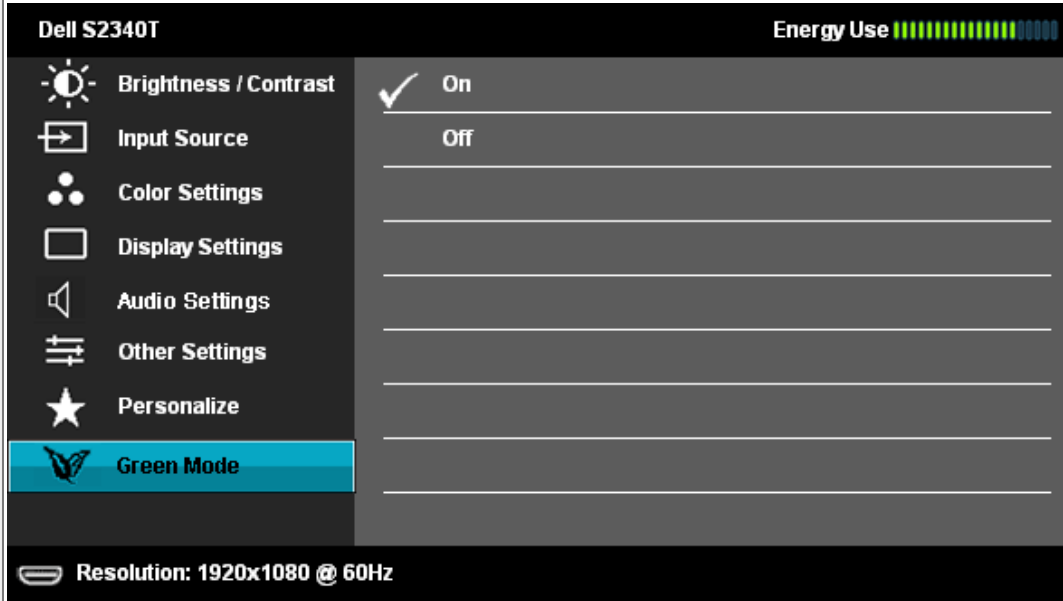 Dell S2340T
Energy Use
Brightness / Contrast
On
Input Source
Off
Color Settings
Display Settings
Audio Settings
Other Settings
Personalize
Green Mode
Resolution: 1920x1080 @ 60Hz